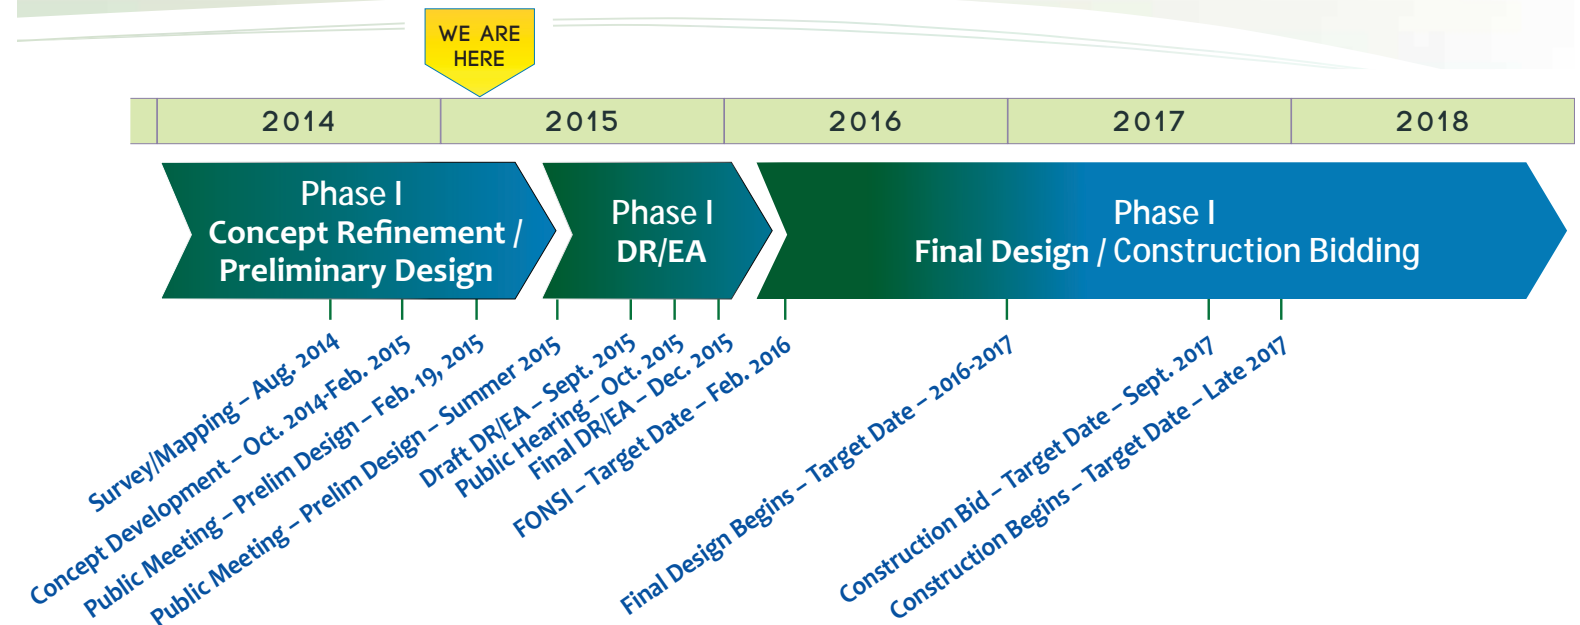 WE ARE
HERE
2014
2015
2016
2017
2018
Phase I
Concept Refinement /
Preliminary Design
Phase I
DR/EA
Phase I
Final Design / Construction Bidding
Survey/Mapping – Aug. 2014
Concept Development – Oct. 2014-Feb. 2015
Public Meeting – Prelim Design – Feb. 19, 2015
Public Meeting – Prelim Design – Summer 2015
Draft DR/EA – Sept. 2015
Public Hearing – Oct. 2015
Final DR/EA – Dec. 2015
FONSI – Target Date – Feb. 2016
Final Design Begins – Target Date – 2016-2017
Construction Bid – Target Date – Sept. 2017
Construction Begins – Target Date – Late 2017